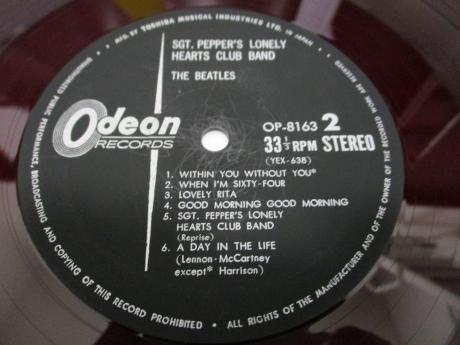 MFG. BY TOSHIBA MUSICAL INDUSTRIES LTD. IN JAPAN
SGT. PEPPER'S LONELY
HEARTS CLUB BAND
THE BEATLES
Odeon
RECORDS
OP-8163 2
33⅓ RPM STEREO
(YEX-638)
1. WITHIN YOU WITHOUT YOU*
2. WHEN I'M SIXTY-FOUR
3. LOVELY RITA
4. GOOD MORNING GOOD MORNING
5. SGT. PEPPER'S LONELY
HEARTS CLUB BAND
(Reprise)
6. A DAY IN THE LIFE
(Lennon-McCartney
except* Harrison)
UNAUTHORIZED PUBLIC PERFORMANCE, BROADCASTING AND COPYING OF THIS RECORD PROHIBITED • ALL RIGHTS OF THE MANUFACTURER AND OF THE OWNER OF THE RECORDED WORK ARE RESERVED